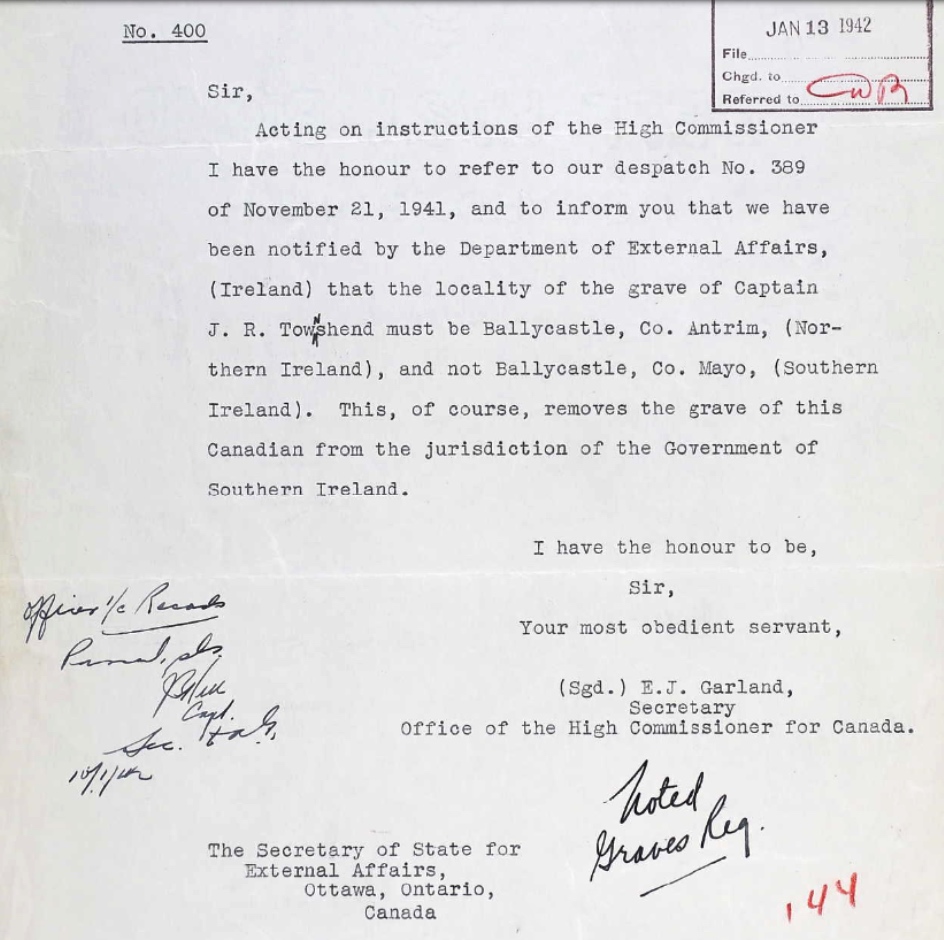 No. 400
JAN 13 1942
File
Chgd. to
Referred to
Sir,
Acting on instructions of the High Commissioner
I have the honour to refer to our despatch No. 389
of November 21, 1941, and to inform you that we have
been notified by the Department of External Affairs,
(Ireland) that the locality of the grave of Captain
J. R. Townshend must be Ballycastle, Co. Antrim, (Nor-
thern Ireland), and not Ballycastle, Co. Mayo, (Southern
Ireland). This, of course, removes the grave of this
Canadian from the jurisdiction of the Government of
Southern Ireland.
I have the honour to be,
Sir,
Your most obedient servant,
(Sgd.) E.J. Garland,
Secretary
Office of the High Commissioner for Canada.
Officer i/c Records
Capt.
Sec.
Noted
Graves Reg.
The Secretary of State for
External Affairs,
Ottawa, Ontario,
Canada
144